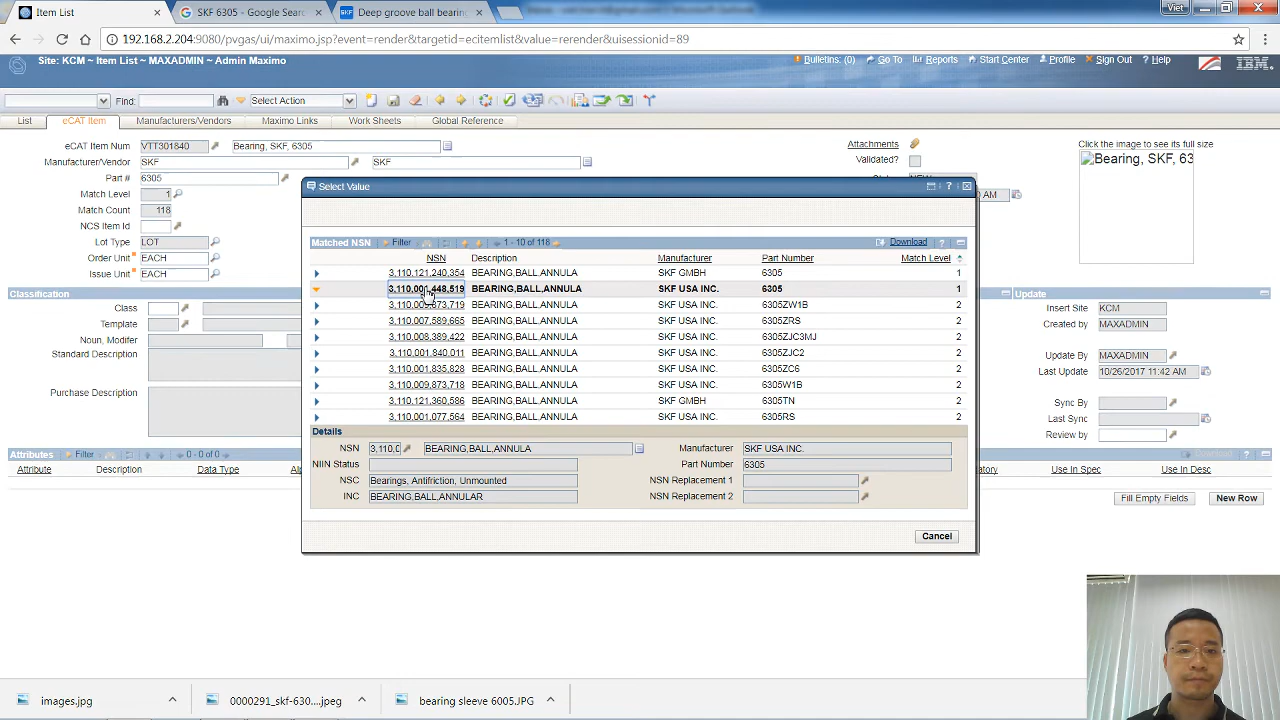 Item List
SKF 6305 - Google Sear
Deep groove ball bearin
Viet
192.168.2.204:9080/pvgas/ui/maximo.jsp?event=render&targetid=ecitemlist&value=rerender&uisessionid=89
Site: KCM ~ Item List ~ MAXADMIN ~ Admin Maximo
Bulletins: (0) Go To Reports Start Center Profile Sign Out Help
IBM.
Find: Select Action
List eCAT Item Manufacturers/Vendors Maximo Links Work Sheets Global Reference
eCAT Item Num VTT301840 Bearing, SKF, 6305
Attachments
Click the image to see its full size
Manufacturer/Vendor SKF SKF
Validated?
Bearing, SKF, 63
Part # 6305
Match Level 1
Match Count 118
NCS Item Id
Lot Type LOT
Order Unit EACH
Issue Unit EACH
Select Value
Matched NSN Filter 1 - 10 of 118 Download
NSN Description Manufacturer Part Number Match Level
3,110,121,240,354 BEARING,BALL,ANNULA SKF GMBH 6305 1
3,110,001,448,519 BEARING,BALL,ANNULA SKF USA INC. 6305 1
BEARING,BALL,ANNULA SKF USA INC. 6305ZW1B 2
3,110,007,589,665 BEARING,BALL,ANNULA SKF USA INC. 6305ZRS 2
3,110,008,389,422 BEARING,BALL,ANNULA SKF USA INC. 6305ZJC3MJ 2
3,110,001,840,011 BEARING,BALL,ANNULA SKF USA INC. 6305ZJC2 2
3,110,001,835,828 BEARING,BALL,ANNULA SKF USA INC. 6305ZC6 2
3,110,009,873,718 BEARING,BALL,ANNULA SKF USA INC. 6305W1B 2
3,110,121,360,586 BEARING,BALL,ANNULA SKF GMBH 6305TN 2
3,110,001,077,564 BEARING,BALL,ANNULA SKF USA INC. 6305RS 2
Details
NSN 3,110,0 BEARING,BALL,ANNULA Manufacturer SKF USA INC.
NIIN Status Part Number 6305
NSC Bearings, Antifriction, Unmounted NSN Replacement 1
INC BEARING,BALL,ANNULAR NSN Replacement 2
Cancel
Classification
Class
Template
Noun, Modifier
Standard Description
Purchase Description
Update
Insert Site KCM
Created by MAXADMIN
Update By MAXADMIN
Last Update 10/26/2017 11:42 AM
Sync By
Last Sync
Review by
Attributes Filter 0 - 0 of 0 Download
Attribute Description Data Type Use In Spec Use In Desc
Fill Empty Fields New Row
images.jpg
0000291_skf-630....jpeg
bearing sleeve 6005.JPG